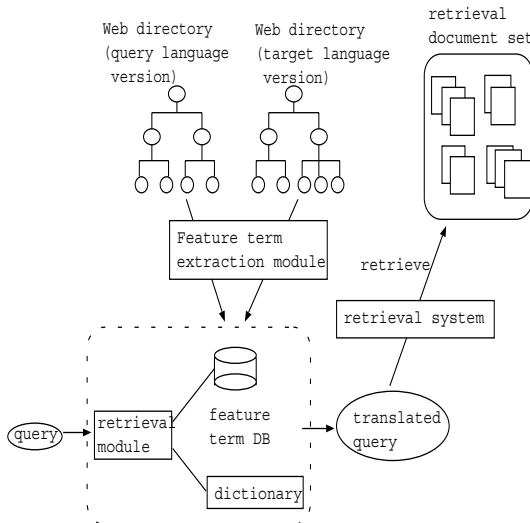 Web directory
(query language
version)
Web directory
(target language
version)
retrieval
document set
Feature term
extraction module
retrieve
retrieval system
query
retrieval
module
feature
term DB
dictionary
translated
query